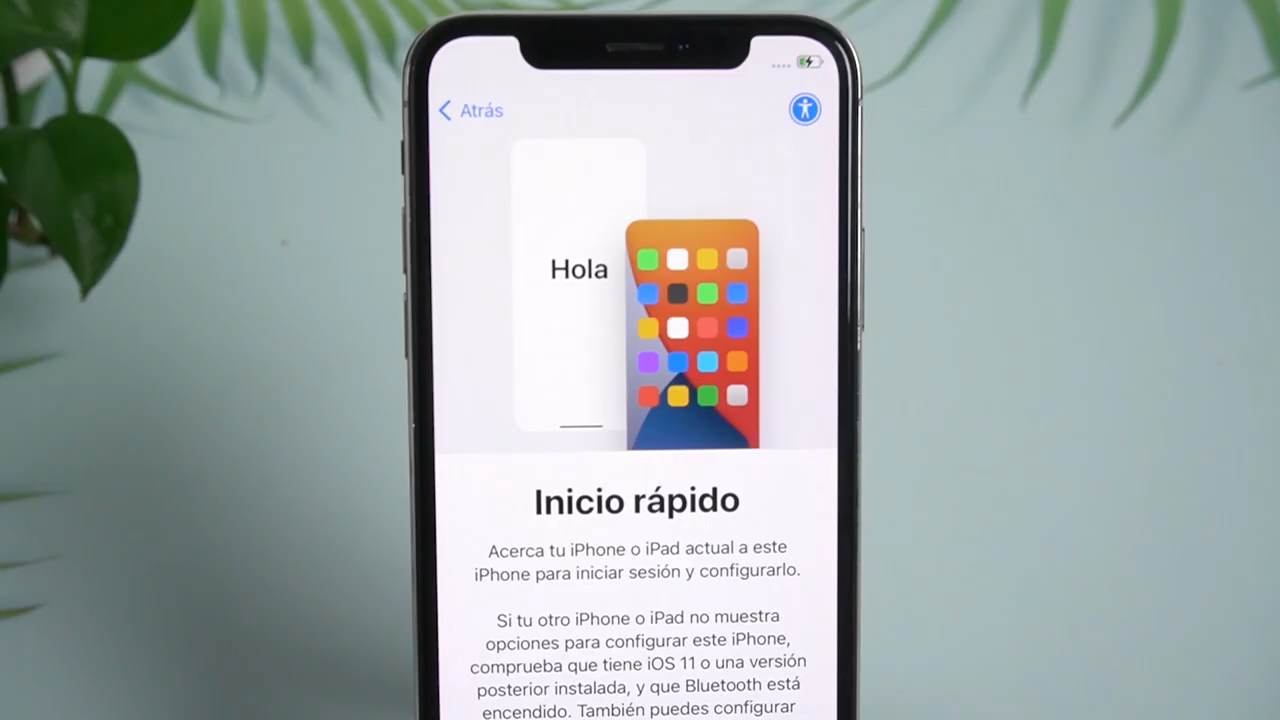 Atrás
Hola
Inicio rápido
Acerca tu iPhone o iPad actual a este
iPhone para iniciar sesión y configurarlo.
Si tu otro iPhone o iPad no muestra
opciones para configurar este iPhone,
comprueba que tiene iOS 11 o una versión
posterior instalada, y que Bluetooth está
encendido. También puedes configurar